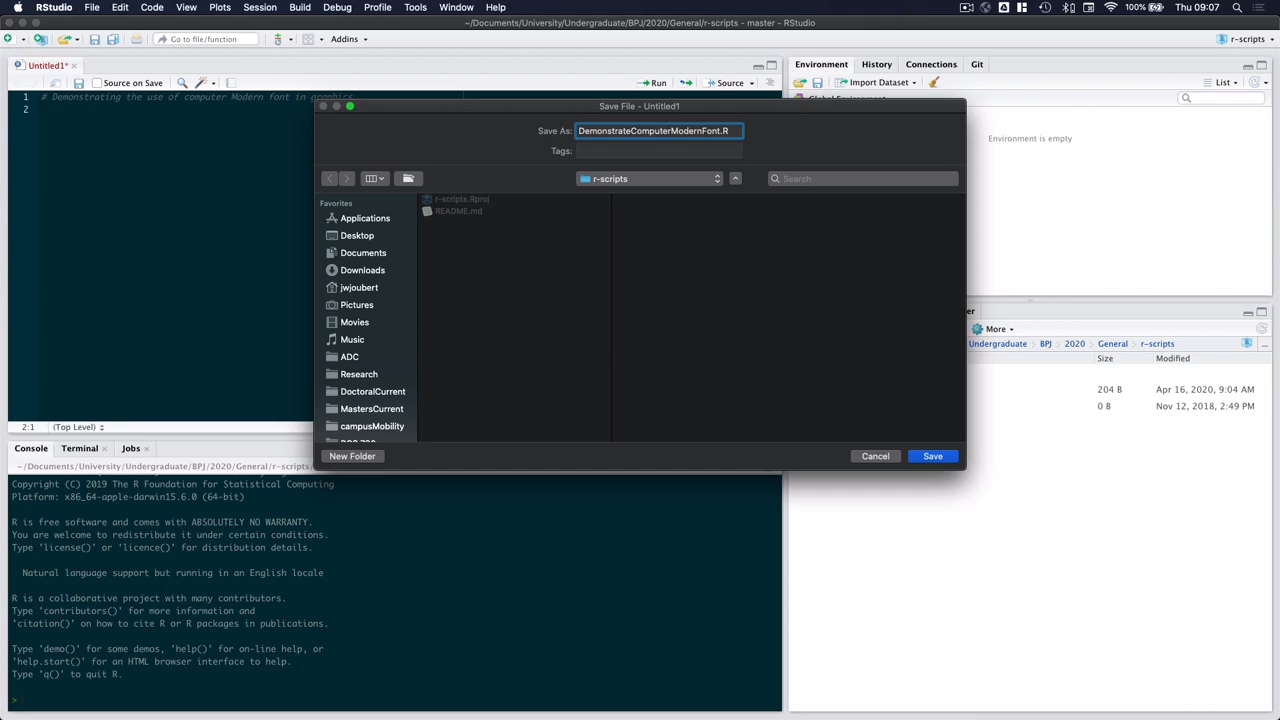 RStudio File Edit Code View Plots Session Build Debug Profile Tools Window Help 100% Thu 09:07
~/Documents/University/Undergraduate/BPJ/2020/General/r-scripts - master - RStudio
Go to file/function Addins r-scripts
Untitled1*
Source on Save Run Source
1 # Demonstrating the use of computer Modern font in graphics
2
2:1 (Top Level)
Save File - Untitled1
Save As: DemonstrateComputerModernFont.R
Tags:
r-scripts
Search
Favorites
Applications
Desktop
Documents
Downloads
jwjoubert
Pictures
Movies
Music
ADC
Research
DoctoralCurrent
MastersCurrent
campusMobility
r-scripts.Rproj
README.md
New Folder
Cancel
Save
Environment History Connections Git
Import Dataset List
Global Environment
Environment is empty
More
Undergraduate BPJ 2020 General r-scripts ...
Size Modified
204 B Apr 16, 2020, 9:04 AM
0 B Nov 12, 2018, 2:49 PM
Console Terminal Jobs
~/Documents/University/Undergraduate/BPJ/2020/General/r-scripts/
Copyright (C) 2019 The R Foundation for Statistical Computing
Platform: x86_64-apple-darwin15.6.0 (64-bit)
R is free software and comes with ABSOLUTELY NO WARRANTY.
You are welcome to redistribute it under certain conditions.
Type 'license()' or 'licence()' for distribution details.
Natural language support but running in an English locale
R is a collaborative project with many contributors.
Type 'contributors()' for more information and
'citation()' on how to cite R or R packages in publications.
Type 'demo()' for some demos, 'help()' for on-line help, or
'help.start()' for an HTML browser interface to help.
Type 'q()' to quit R.
>